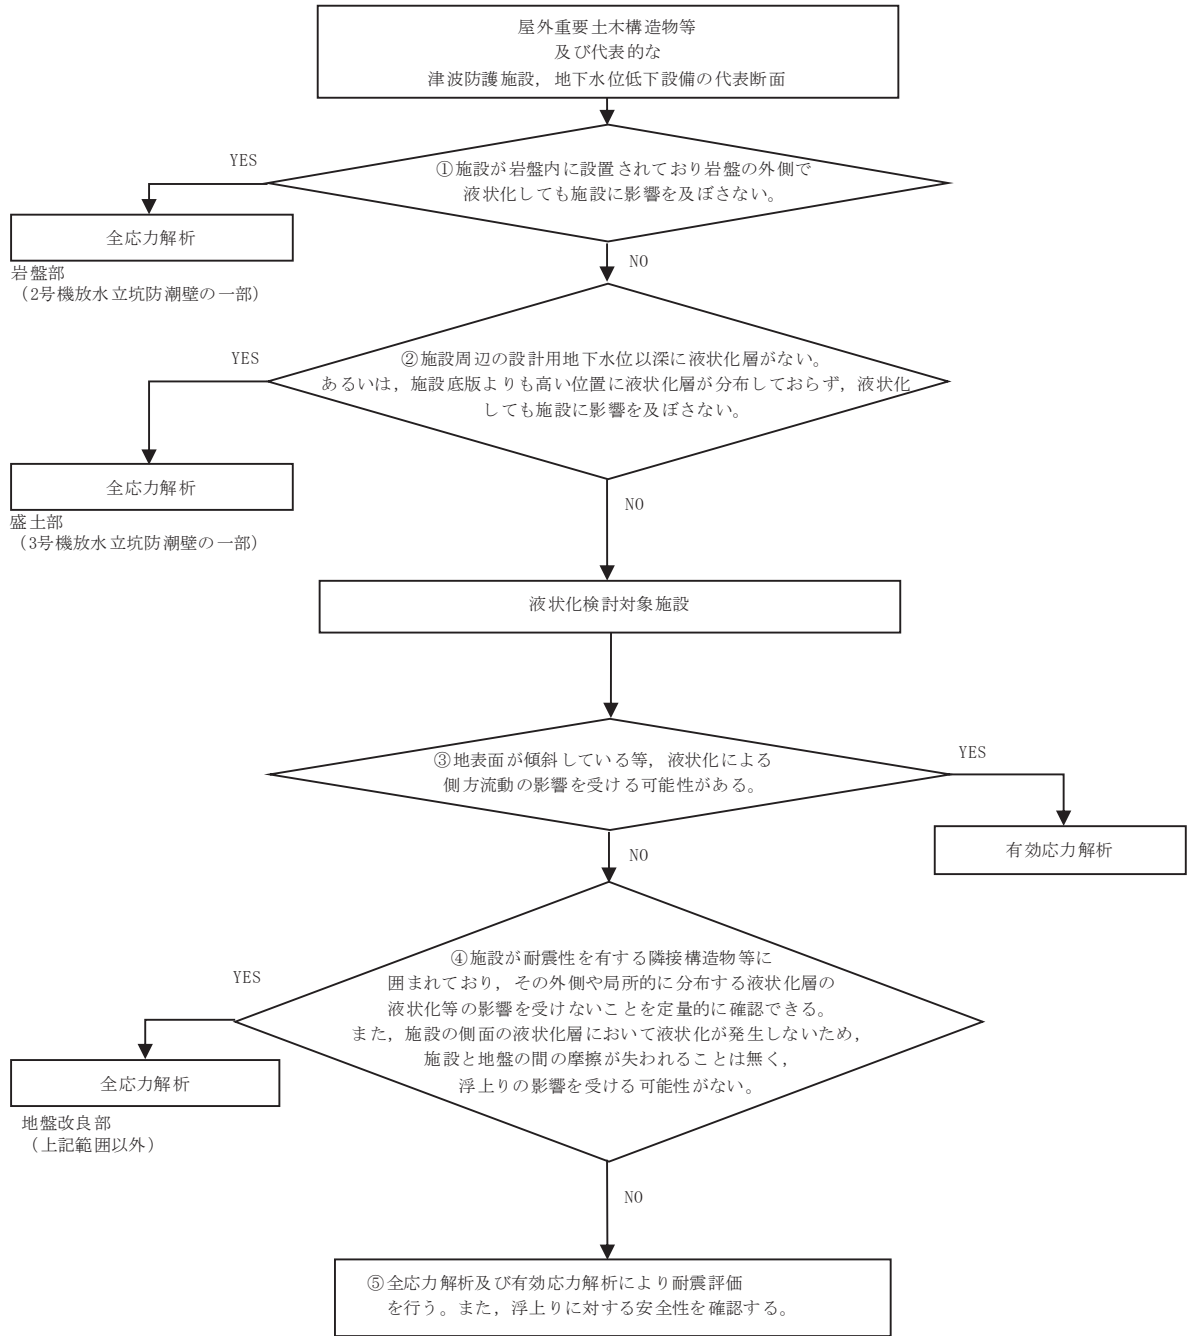 屋外重要土木構造物等
及び代表的な
津波防護施設，地下水位低下設備の代表断面
YES
①施設が岩盤内に設置されており岩盤の外側で
液状化しても施設に影響を及ぼさない。
全応力解析
岩盤部
（2号機放水立坑防潮壁の一部）
NO
YES
②施設周辺の設計用地下水位以深に液状化層がない。
あるいは，施設底版よりも高い位置に液状化層が分布しておらず，液状化
しても施設に影響を及ぼさない。
全応力解析
盛土部
（3号機放水立坑防潮壁の一部）
NO
液状化検討対象施設
③地表面が傾斜している等，液状化による
側方流動の影響を受ける可能性がある。
YES
有効応力解析
NO
YES
④施設が耐震性を有する隣接構造物等に
囲まれており，その外側や局所的に分布する液状化層の
液状化等の影響を受けないことを定量的に確認できる。
また，施設の側面の液状化層において液状化が発生しないため，
施設と地盤の間の摩擦が失われることは無く，
浮上りの影響を受ける可能性がない。
全応力解析
地盤改良部
（上記範囲以外）
NO
⑤全応力解析及び有効応力解析により耐震評価
を行う。また，浮上りに対する安全性を確認する。